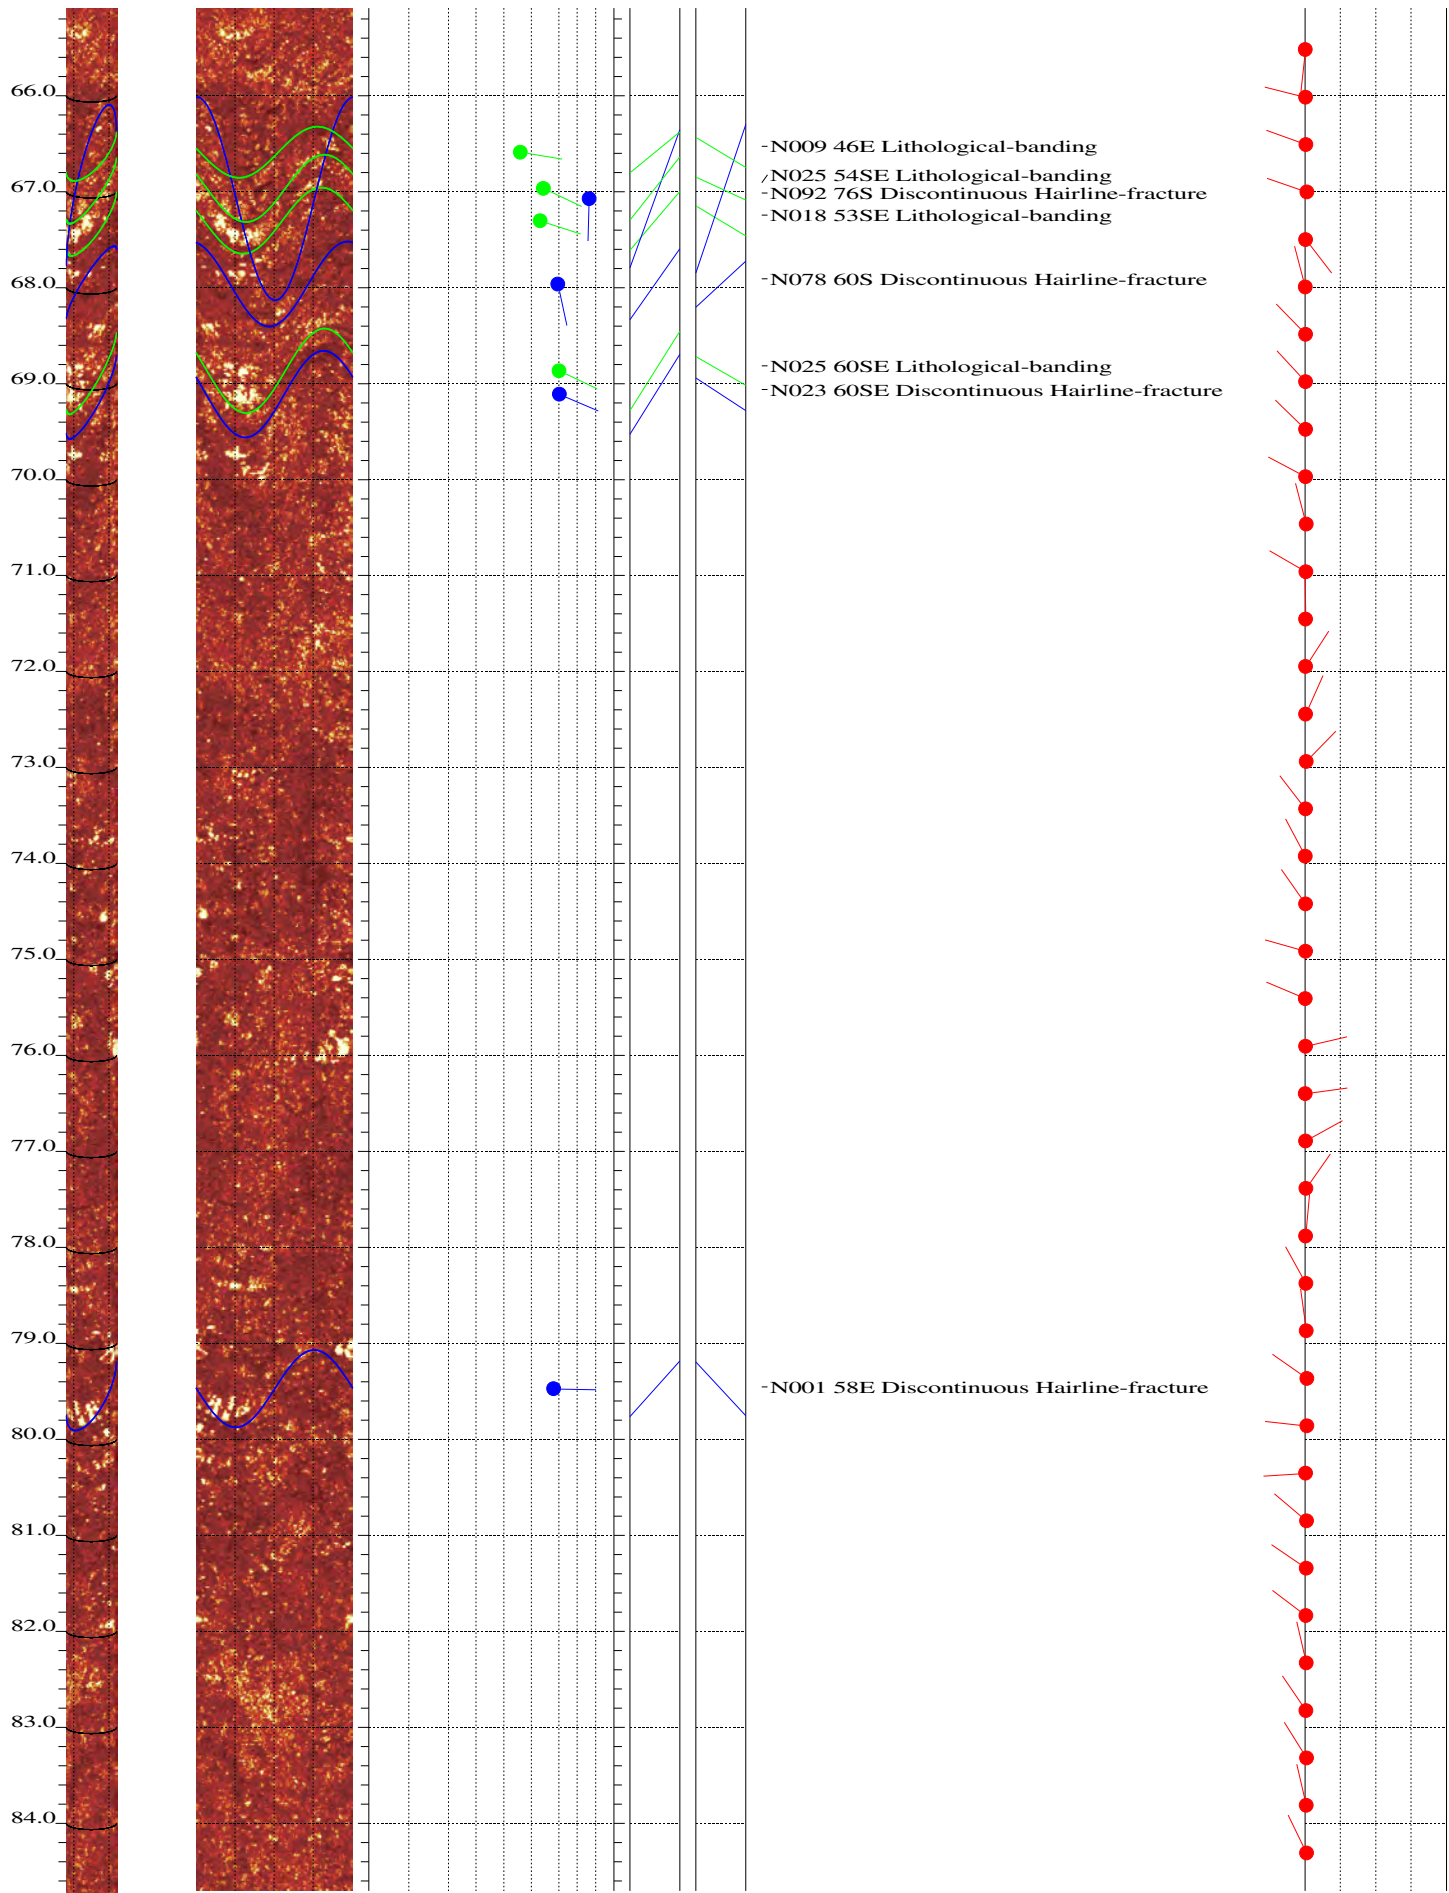 66.0
-N009 46E Lithological-banding
-N025 54SE Lithological-banding
67.0
-N092 76S Discontinuous Hairline-fracture
-N018 53SE Lithological-banding
68.0
-N078 60S Discontinuous Hairline-fracture
-N025 60SE Lithological-banding
69.0
-N023 60SE Discontinuous Hairline-fracture
70.0
71.0
72.0
73.0
74.0
75.0
76.0
77.0
78.0
79.0
-N001 58E Discontinuous Hairline-fracture
80.0
81.0
82.0
83.0
84.0